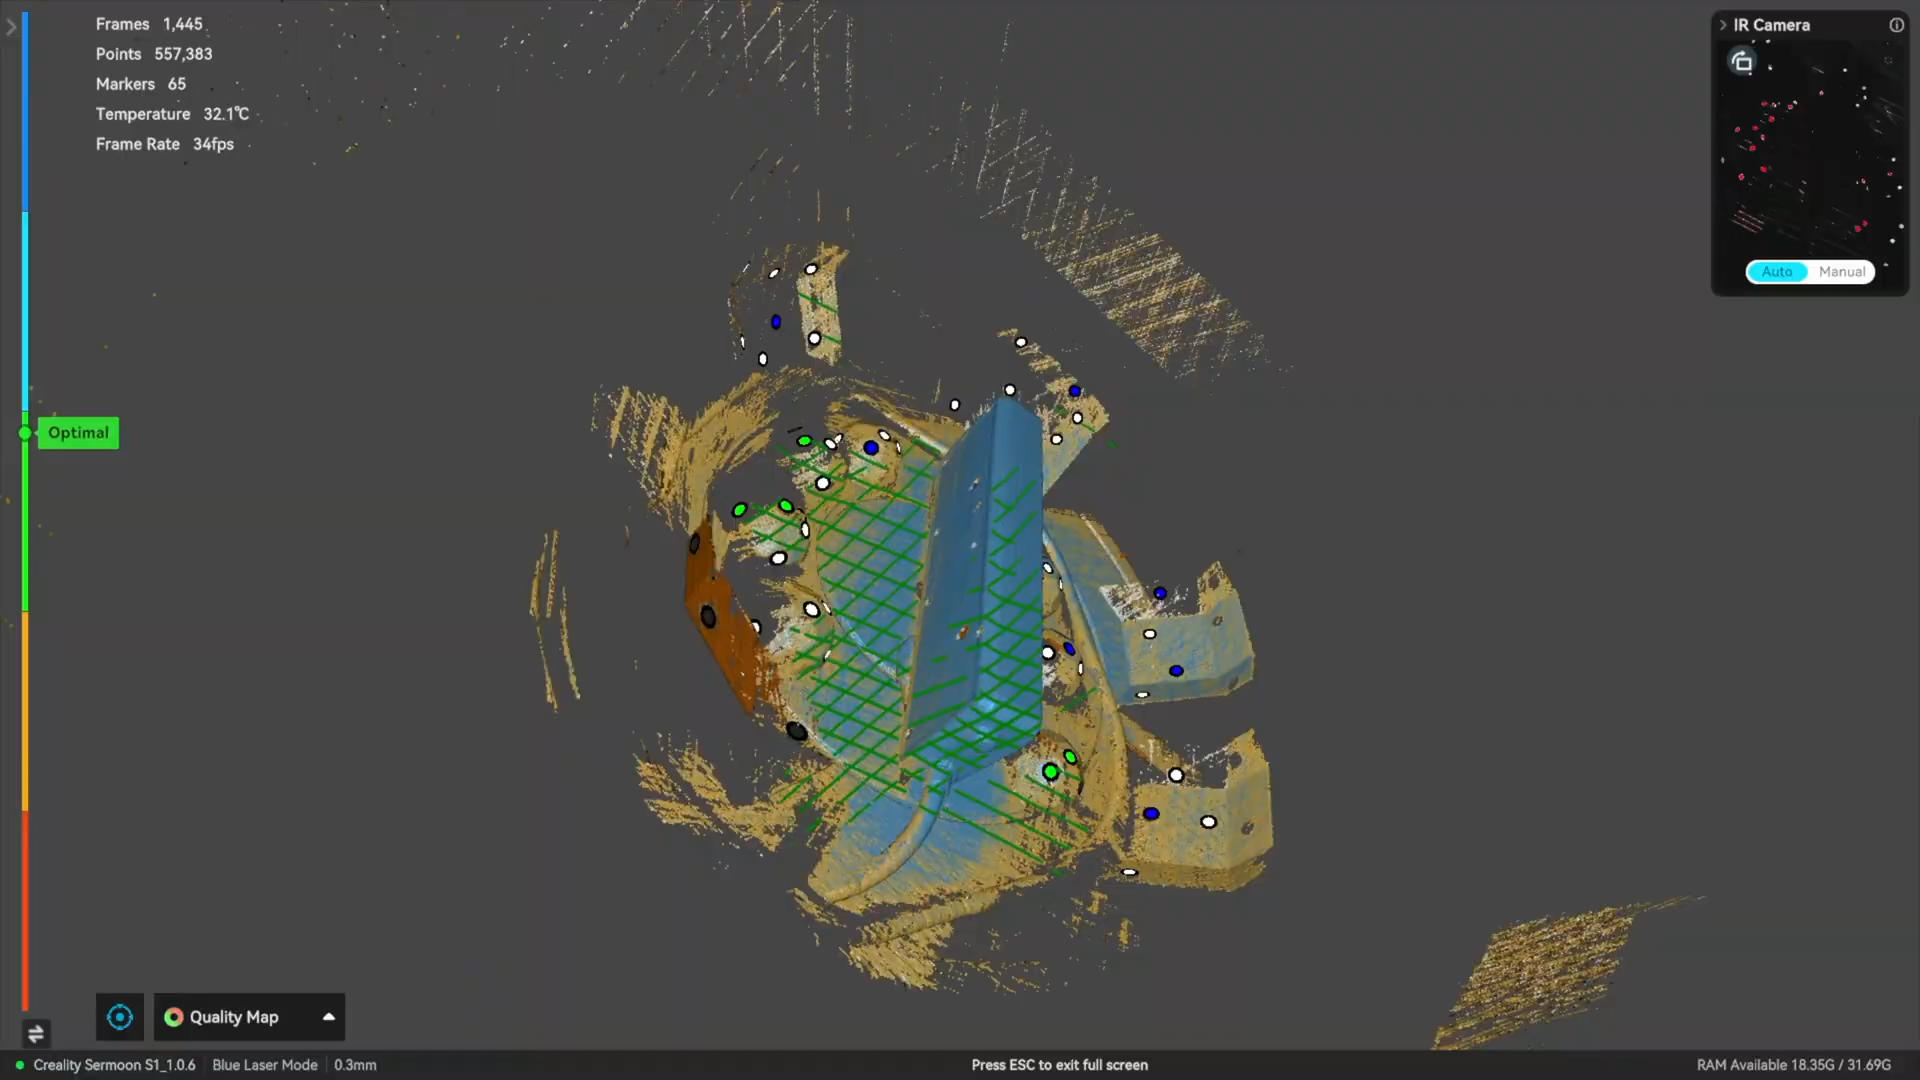 Frames 1,445
Points 557,383
Markers 65
Temperature 32.1℃
Frame Rate 34fps
IR Camera
Auto Manual
Optimal
Quality Map
Creality Sermoon S1_1.0.6 Blue Laser Mode 0.3mm
Press ESC to exit full screen
RAM Available 18.35G / 31.69G